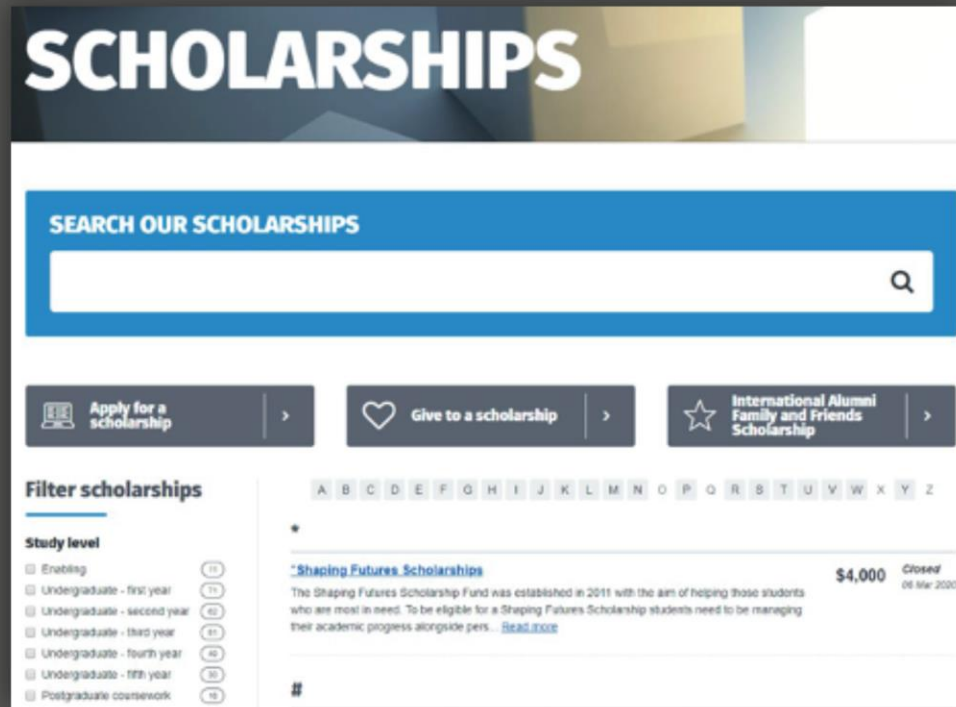 SCHOLARSHIPS
SEARCH OUR SCHOLARSHIPS
Apply for a
scholarship
Give to a scholarship
International Alumni
Family and Friends
Scholarship
Filter scholarships
Study level
Enabling
Undergraduate - first year 71
Undergraduate - second year 62
Undergraduate - third year 61
Undergraduate - fourth year
Undergraduate - fifth year
Postgraduate coursework
A B C D E F G H I J K L M N O P Q R S T U V W X Y Z
*
*Shaping Futures Scholarships
The Shaping Futures Scholarship Fund was established in 2011 with the aim of helping those students
who are most in need. To be eligible for a Shaping Futures Scholarship students need to be managing
their academic progress alongside pers... Read more
$4,000
Closed
06 Mar 2020
#